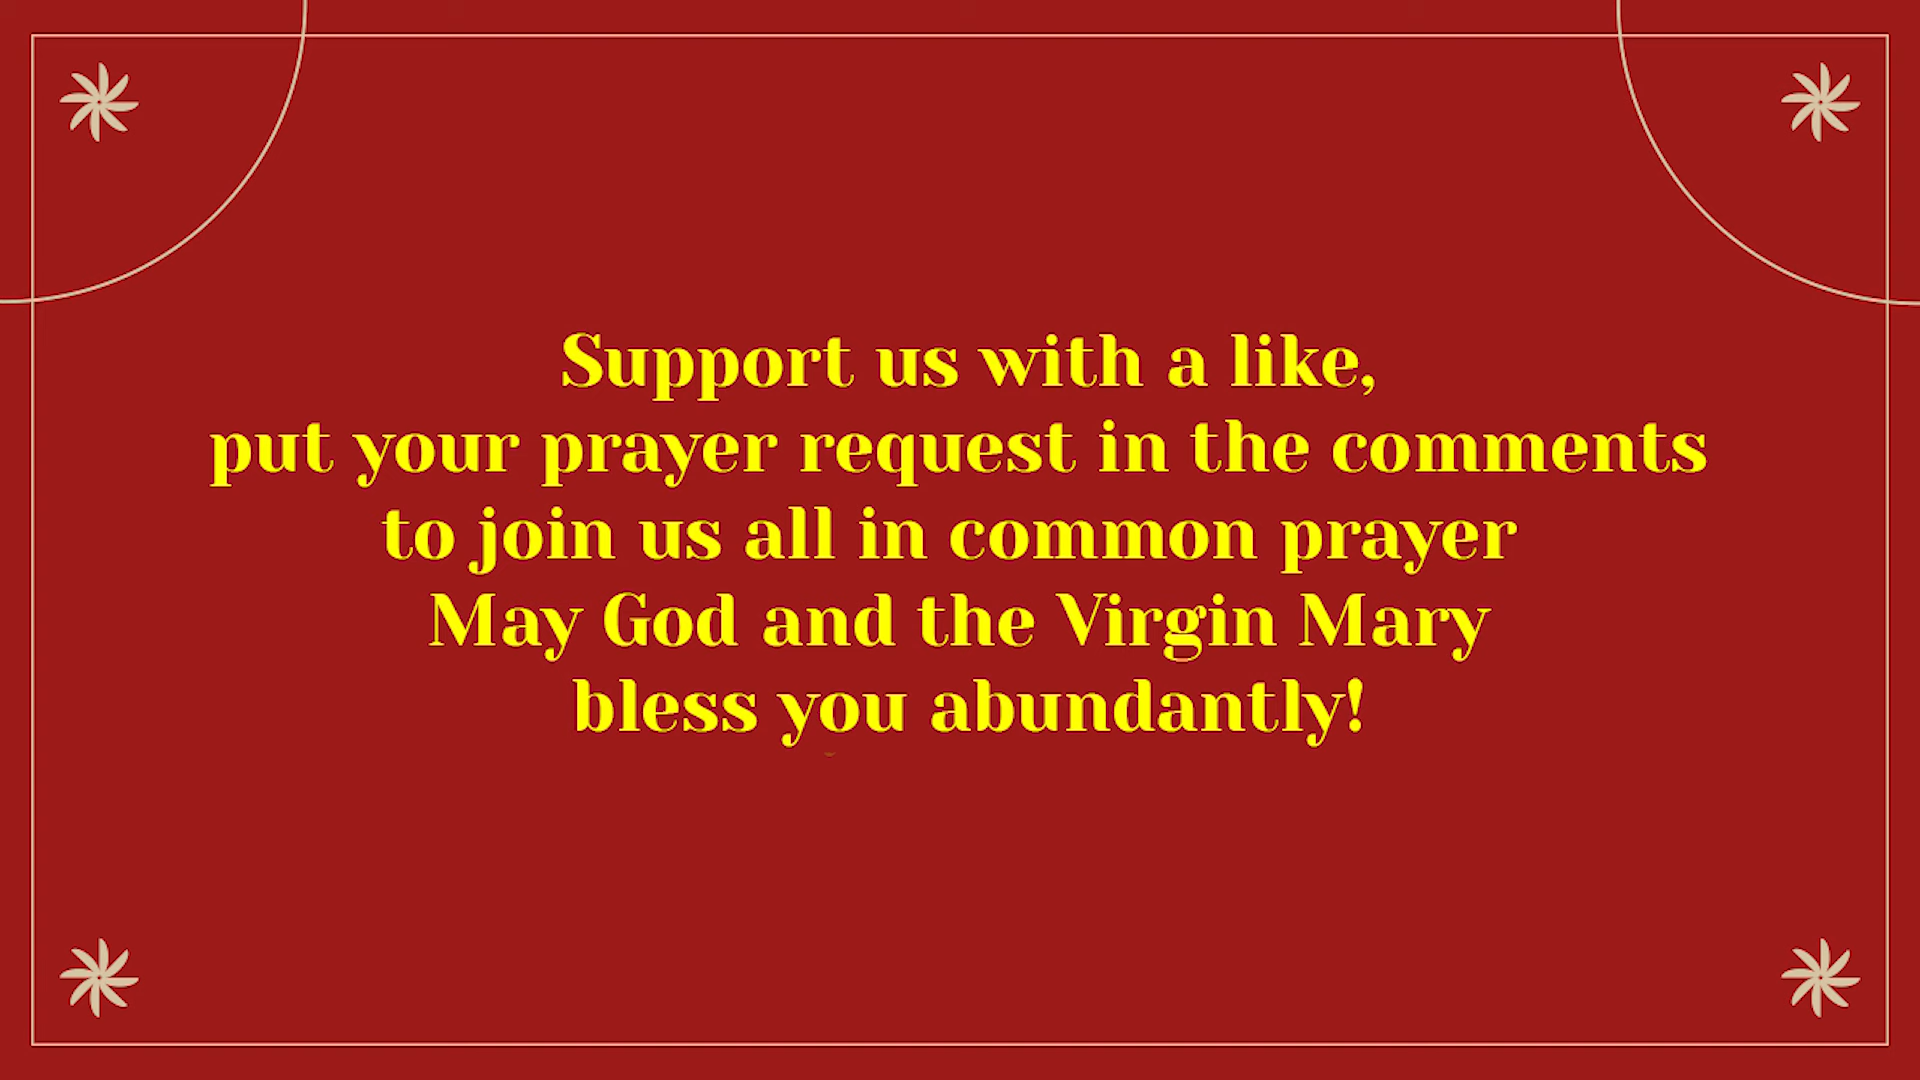 Support us with a like,
put your prayer request in the comments
to join us all in common prayer
May God and the Virgin Mary
bless you abundantly!